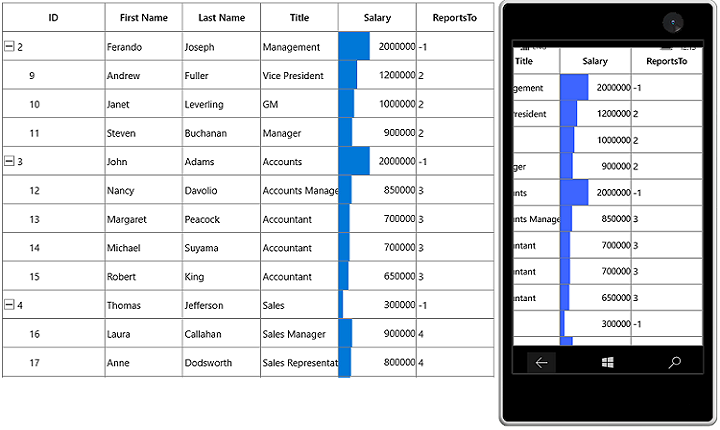 ID First Name Last Name Title Salary ReportsTo
2 Ferando Joseph Management 2000000 -1
9 Andrew Fuller Vice President 1200000 2
10 Janet Leverling GM 1000000 2
11 Steven Buchanan Manager 900000 2
3 John Adams Accounts 2000000 -1
12 Nancy Davolio Accounts Manage 850000 3
13 Margaret Peacock Accountant 700000 3
14 Michael Suyama Accountant 700000 3
15 Robert King Accountant 650000 3
4 Thomas Jefferson Sales 300000 -1
16 Laura Callahan Sales Manager 900000 4
17 Anne Dodsworth Sales Representat 800000 4
Title Salary ReportsTo
gement 2000000 -1
resident 1200000 2
1000000 2
ger 900000 2
nts 2000000 -1
nts Manage 850000 3
ntant 700000 3
ntant 700000 3
ntant 650000 3
300000 -1